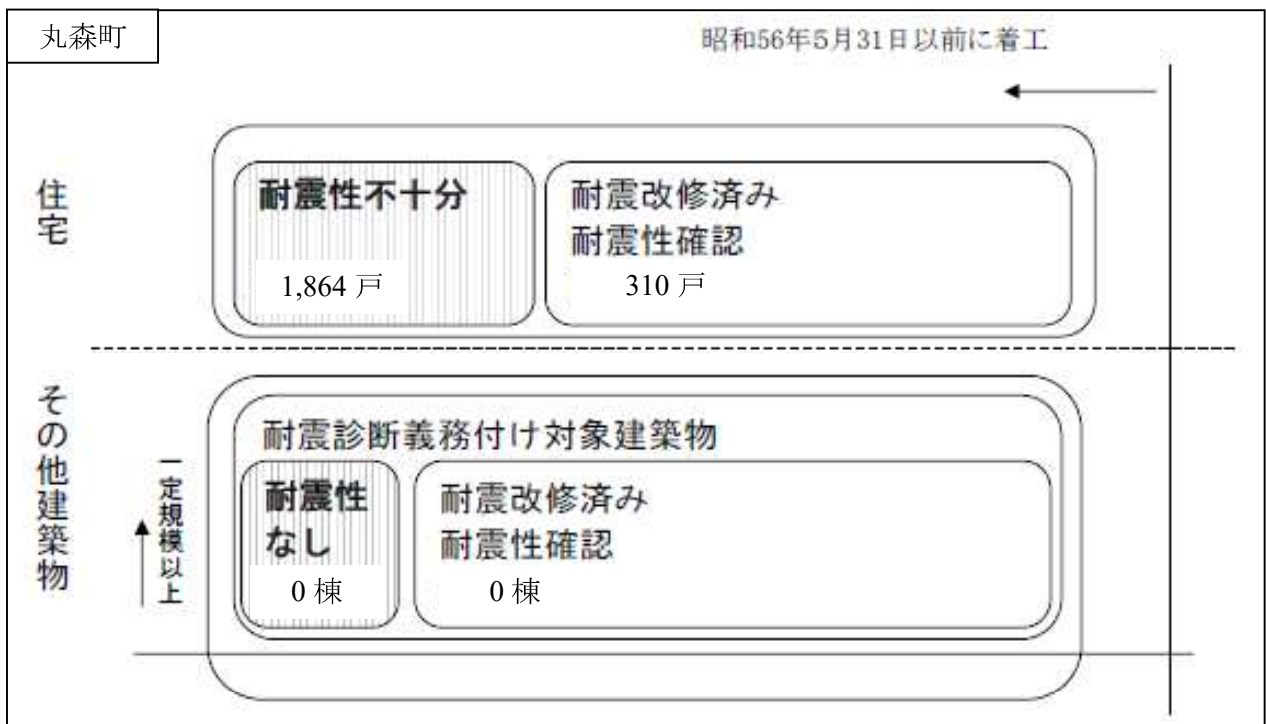 丸森町
昭和56年5月31日以前に着工
住宅
耐震性不十分
1,864 戸
耐震改修済み
耐震性確認
310 戸
その他建築物
一定規模以上
耐震診断義務付け対象建築物
耐震性
なし
0 棟
耐震改修済み
耐震性確認
0 棟